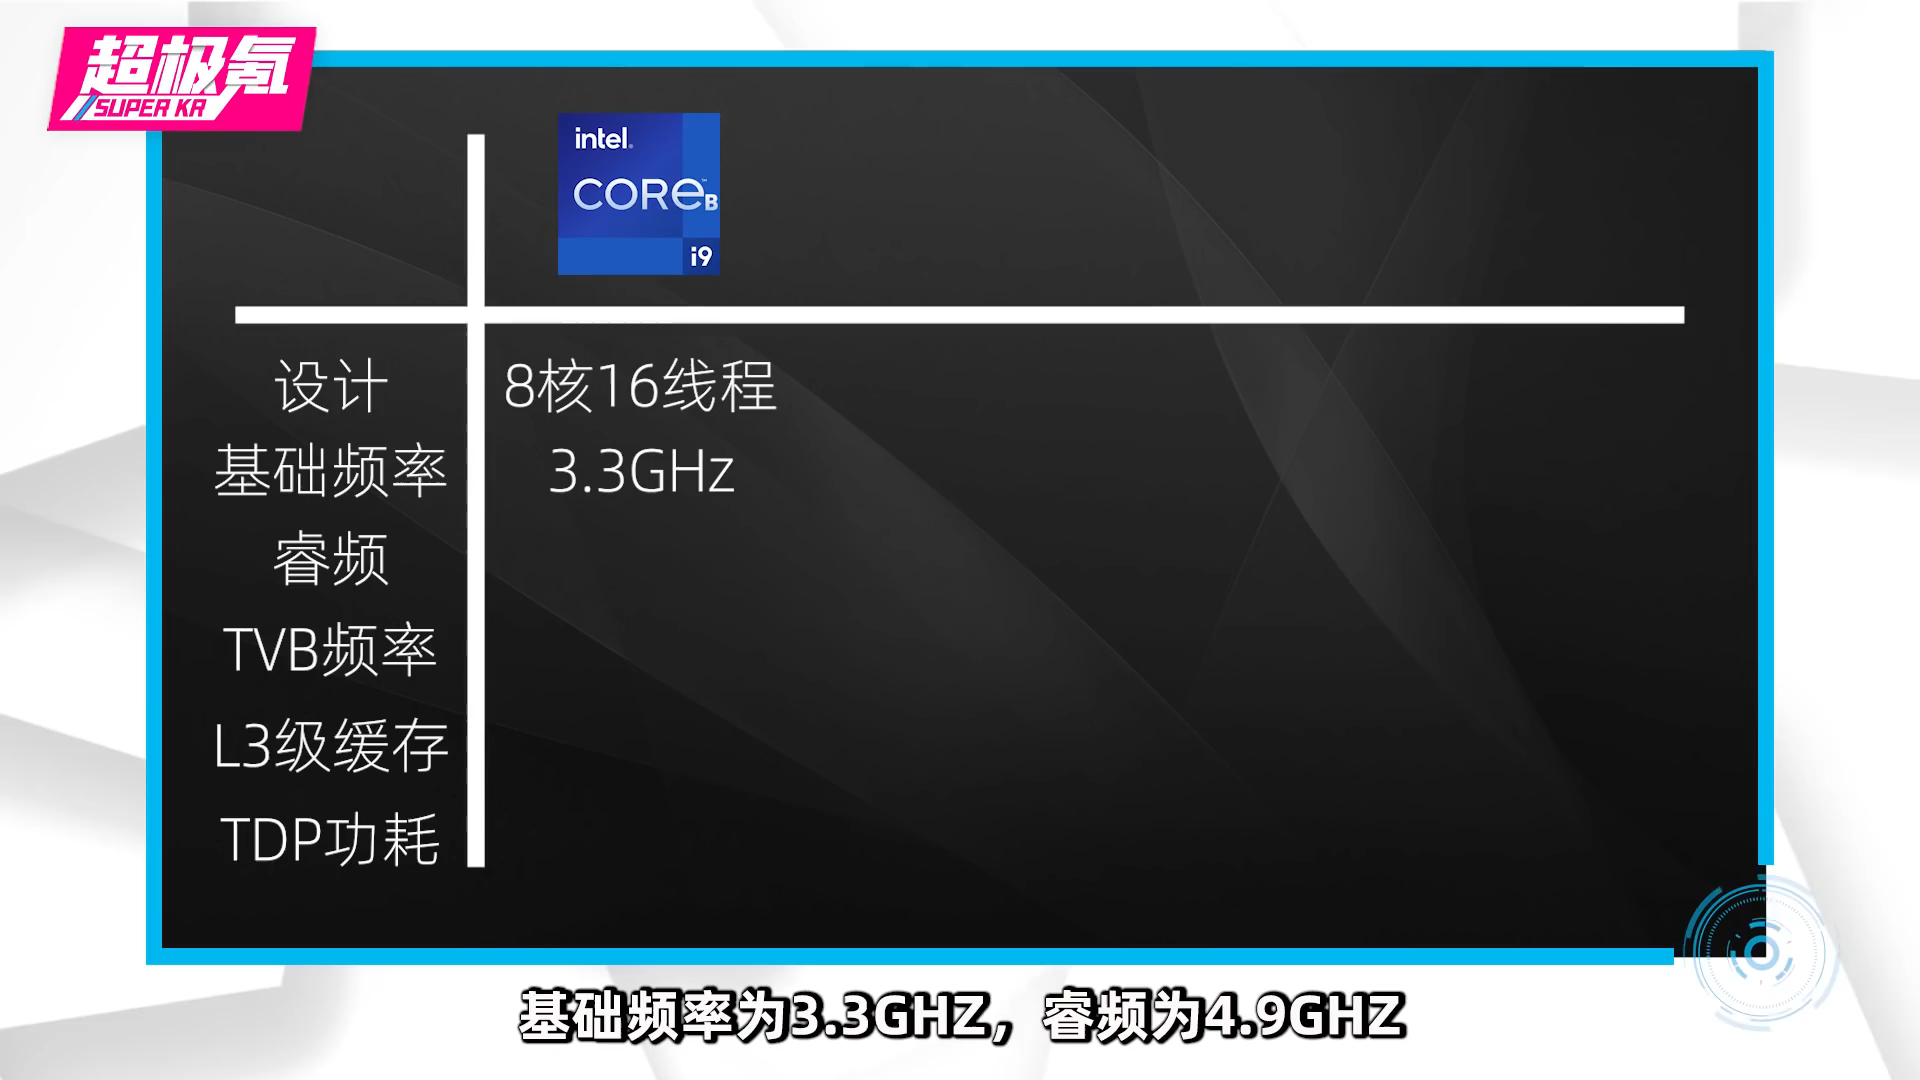 超极氪
SUPER KR
intel.
CORe™ B
i9
设计 8核16线程
基础频率 3.3GHz
睿频
TVB频率
L3级缓存
TDP功耗
基础频率为3.3GHZ，睿频为4.9GHZ